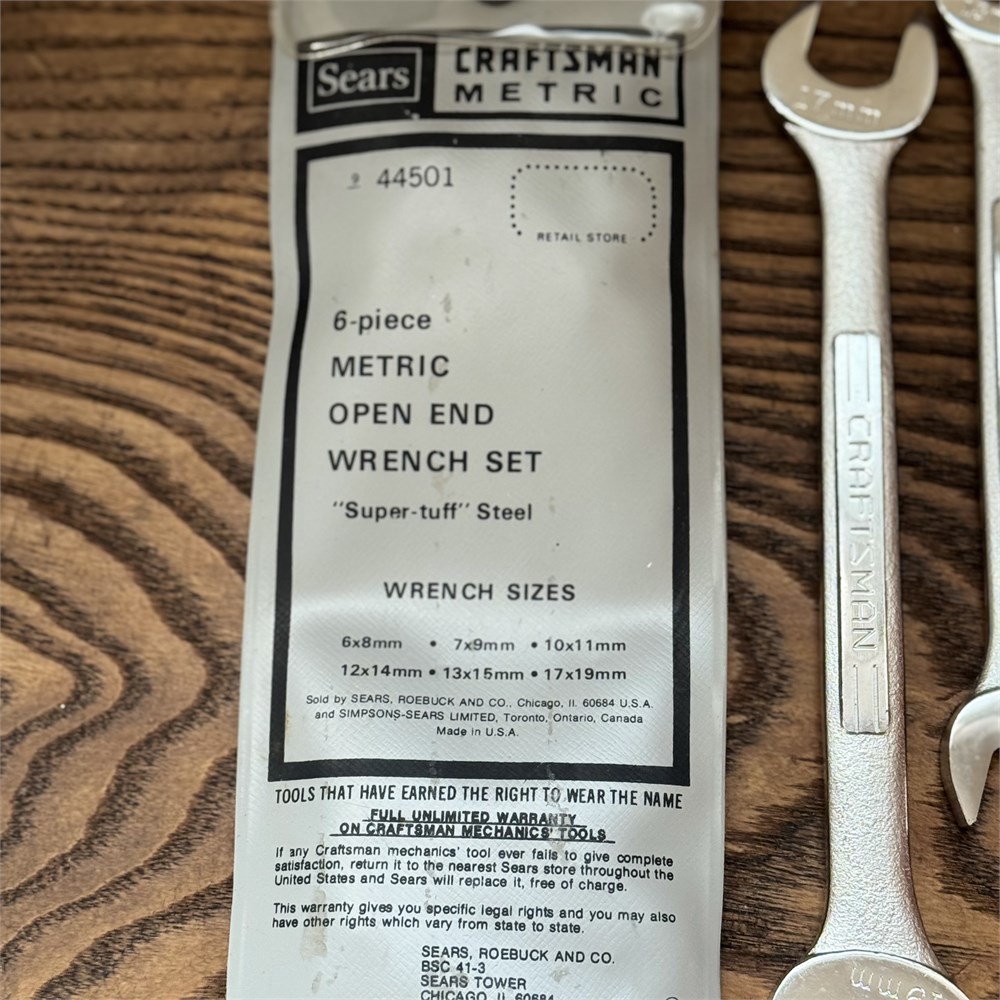 Sears
CRAFTSMAN
METRIC
9 44501
RETAIL STORE
6-piece
METRIC
OPEN END
WRENCH SET
"Super-tuff" Steel
WRENCH SIZES
6x8mm • 7x9mm • 10x11mm
12x14mm • 13x15mm • 17x19mm
Sold by SEARS, ROEBUCK AND CO., Chicago, IL 60684 U.S.A.
and SIMPSONS-SEARS LIMITED, Toronto, Ontario, Canada
Made in U.S.A.
TOOLS THAT HAVE EARNED THE RIGHT TO WEAR THE NAME
FULL UNLIMITED WARRANTY
ON CRAFTSMAN MECHANICS' TOOLS
If any Craftsman mechanics' tool ever fails to give complete
satisfaction, return it to the nearest Sears store throughout the
United States and Sears will replace it, free of charge.
This warranty gives you specific legal rights and you may also
have other rights which vary from state to state.
SEARS, ROEBUCK AND CO.
BSC 41-3
SEARS TOWER
CHICAGO, IL 60684
17mm
CRAFTSMAN